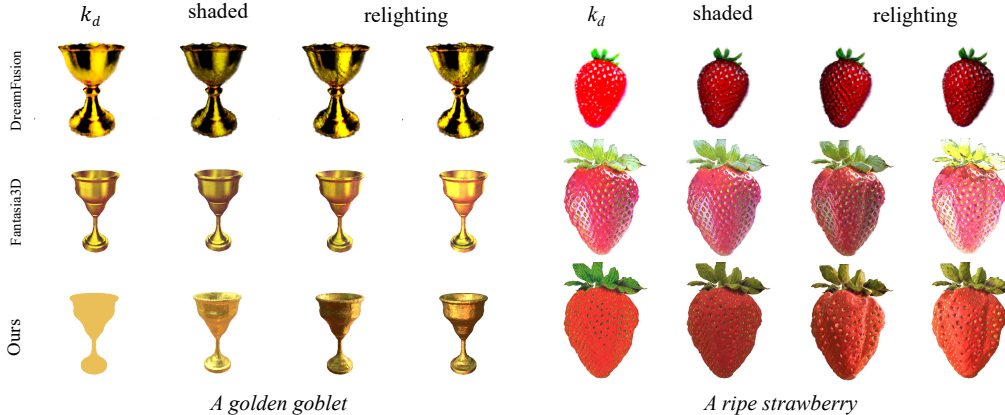 k_d shaded relighting k_d shaded relighting
DreamFusion
Fantasia3D
Ours
A golden goblet A ripe strawberry